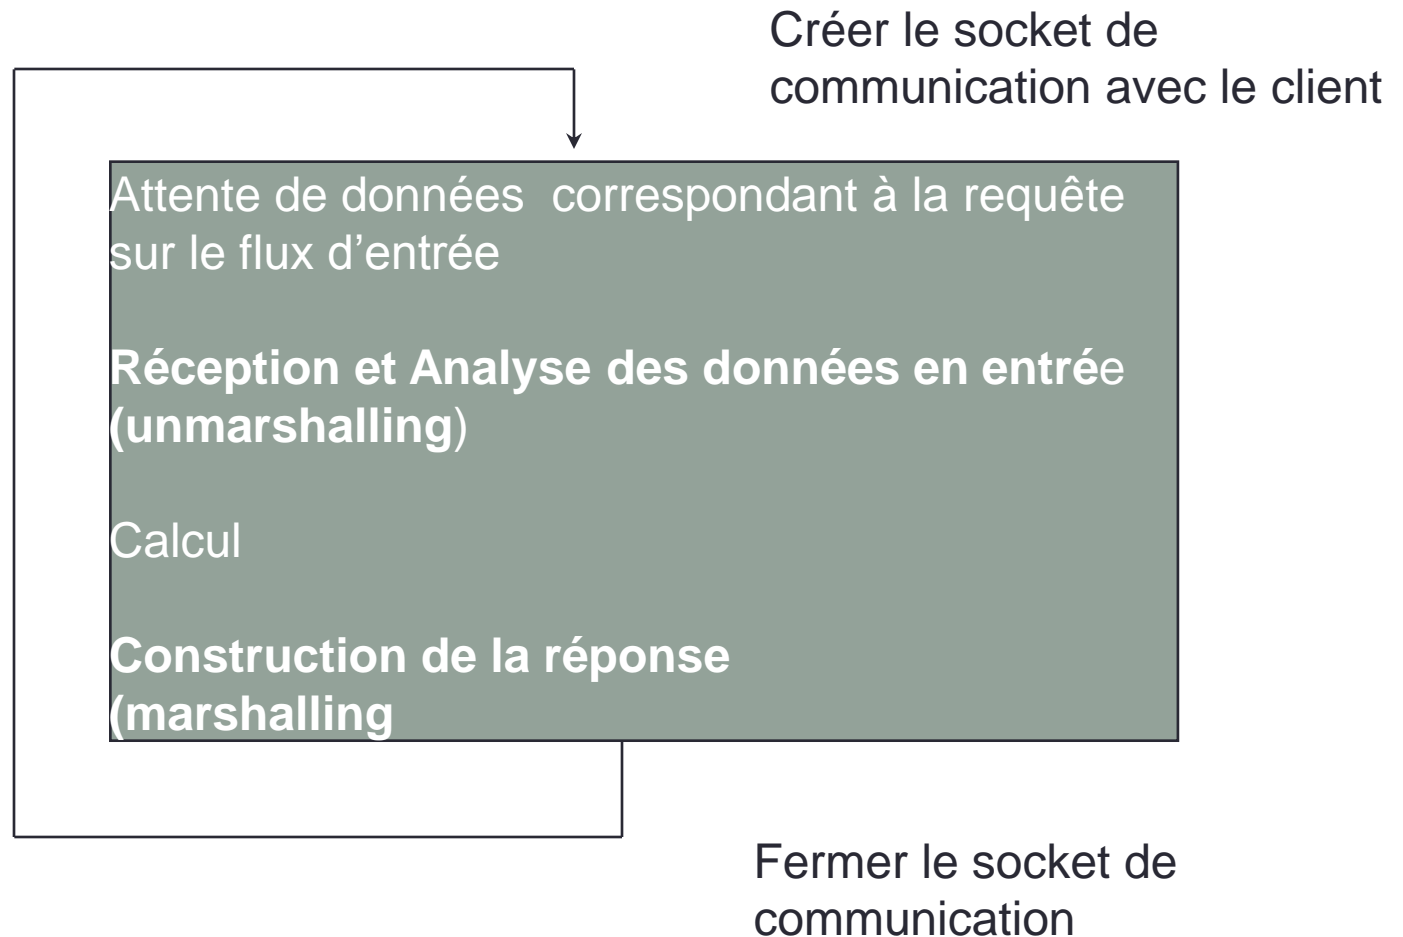 Créer le socket de
communication avec le client
Attente de données  correspondant à la requête
sur le flux d’entrée
Réception et Analyse des données en entrée
(unmarshalling)
Calcul
Construction de la réponse
(marshalling
Fermer le socket de
communication